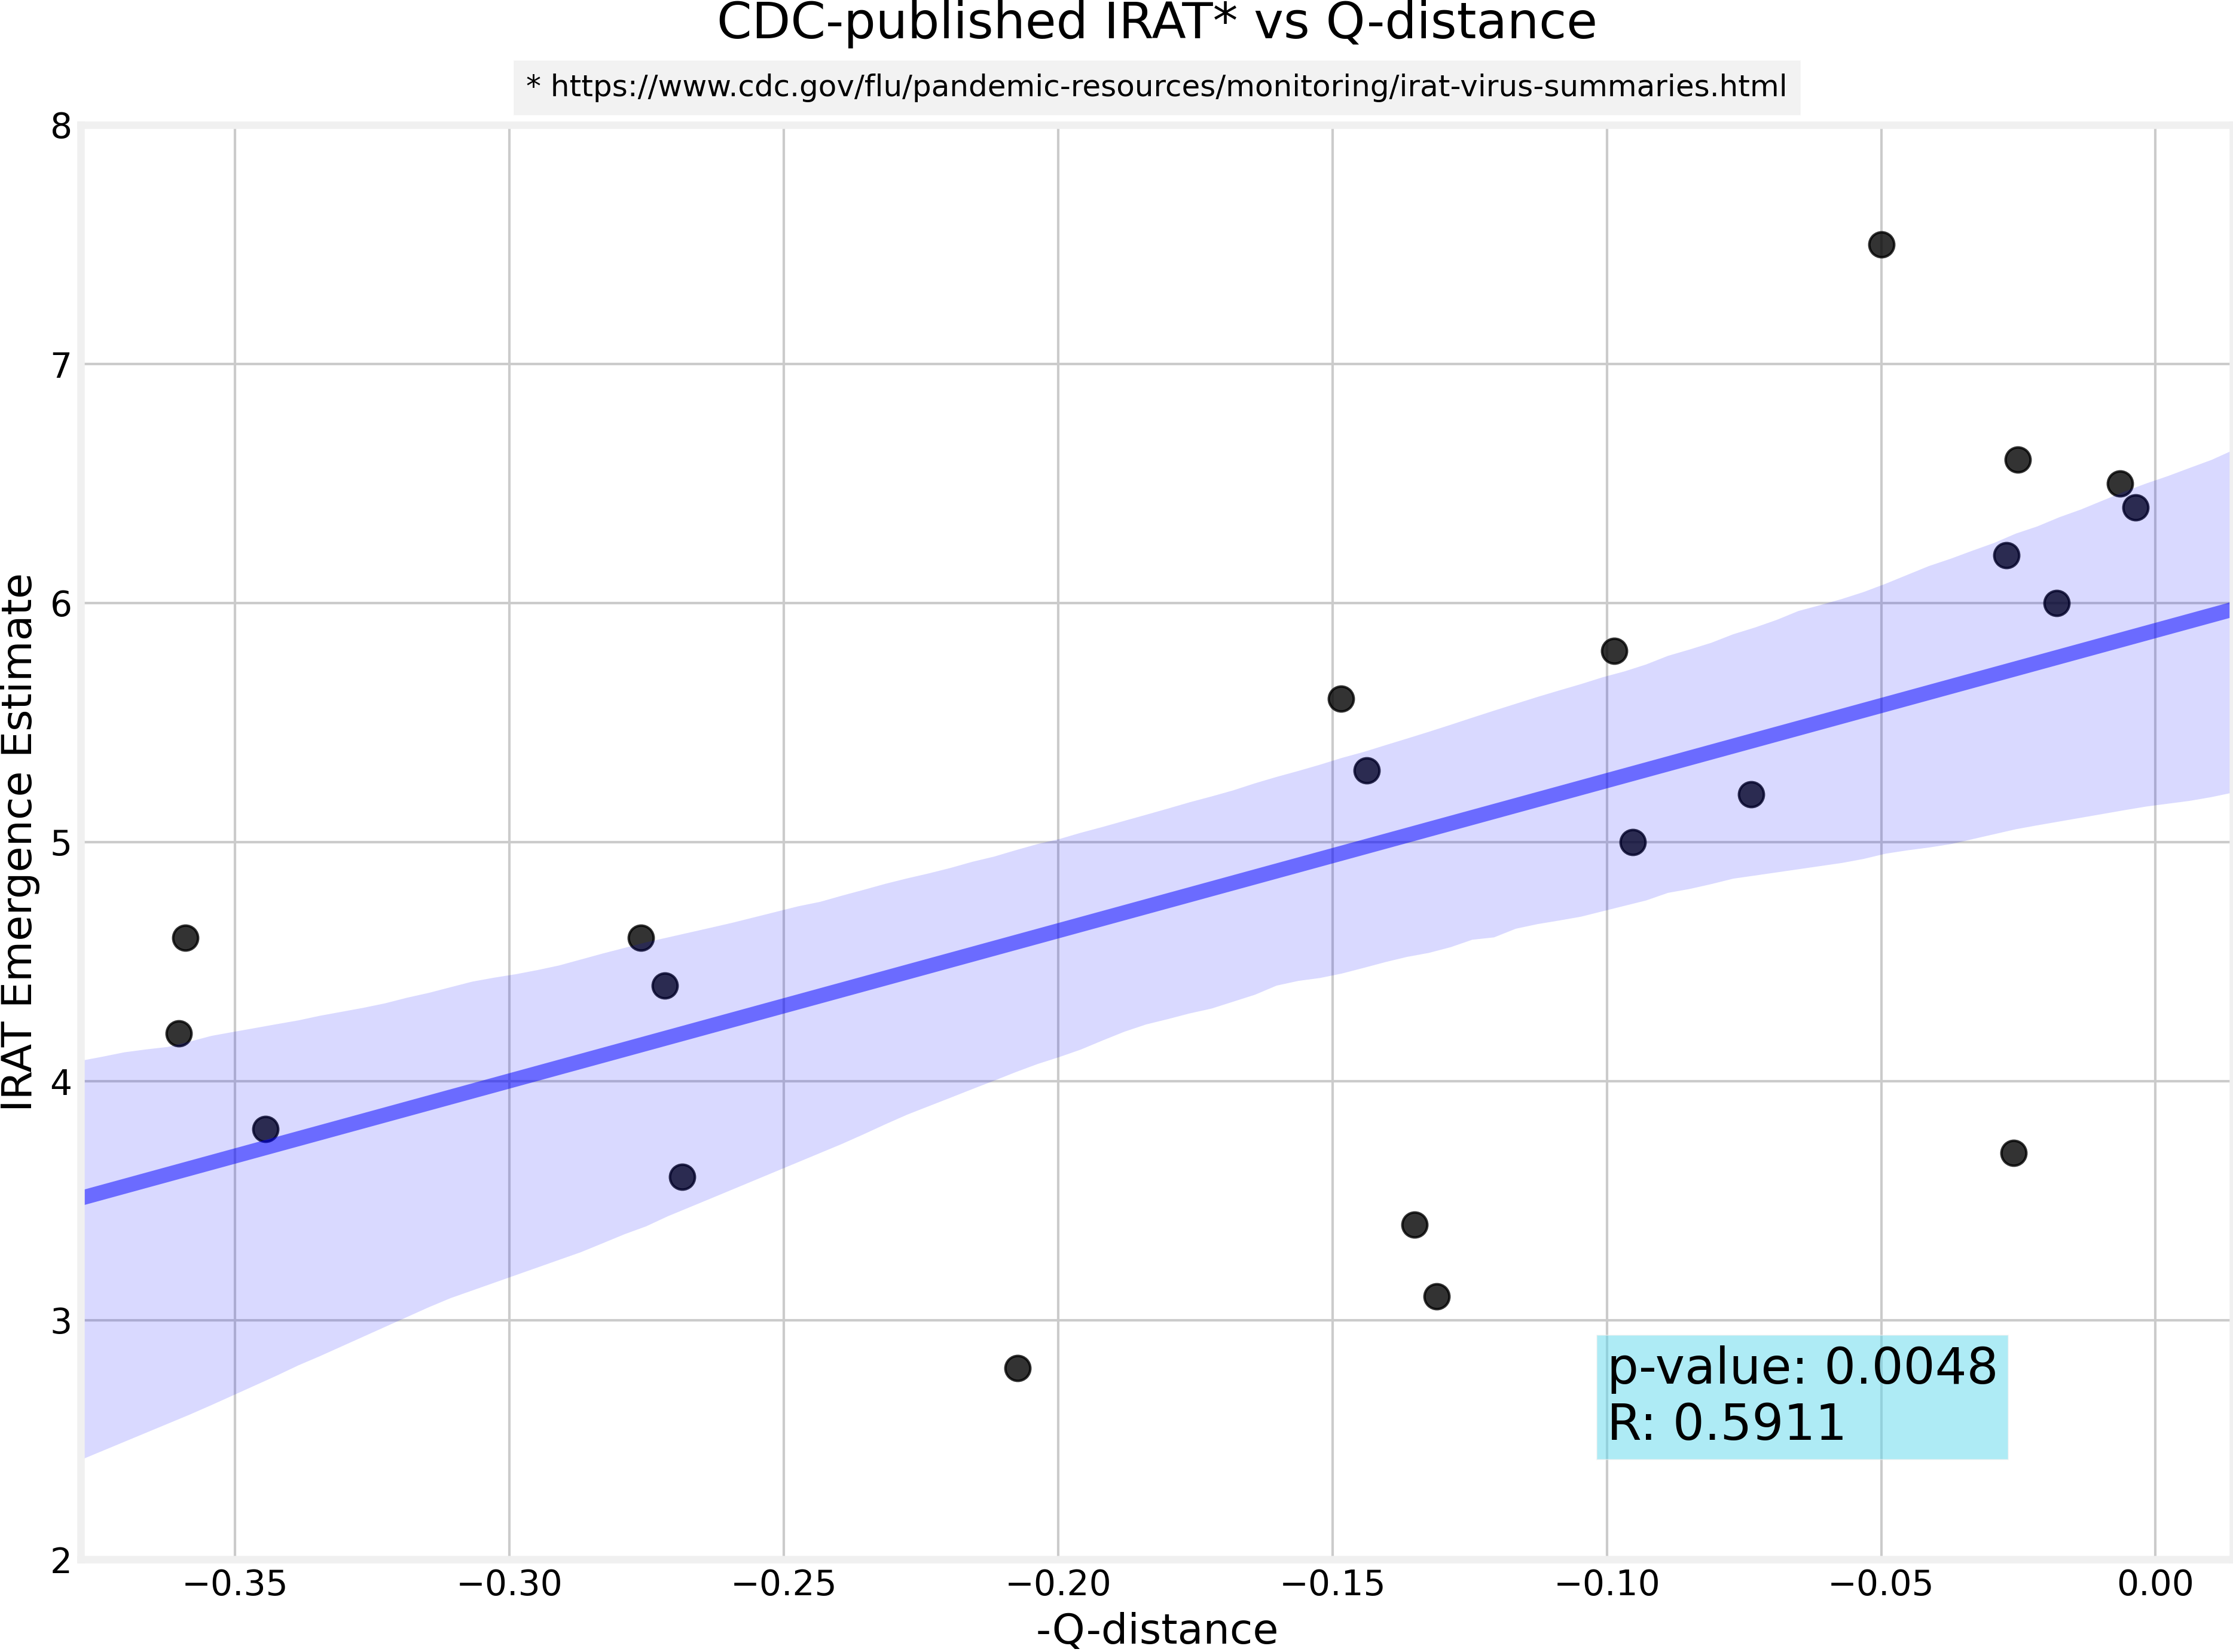 CDC-published IRAT* vs Q-distance
* https://www.cdc.gov/flu/pandemic-resources/monitoring/irat-virus-summaries.html
8
7
6
5
4
3
2
IRAT Emergence Estimate
p-value: 0.0048
R: 0.5911
−0.35 −0.30 −0.25 −0.20 −0.15 −0.10 −0.05 0.00
-Q-distance